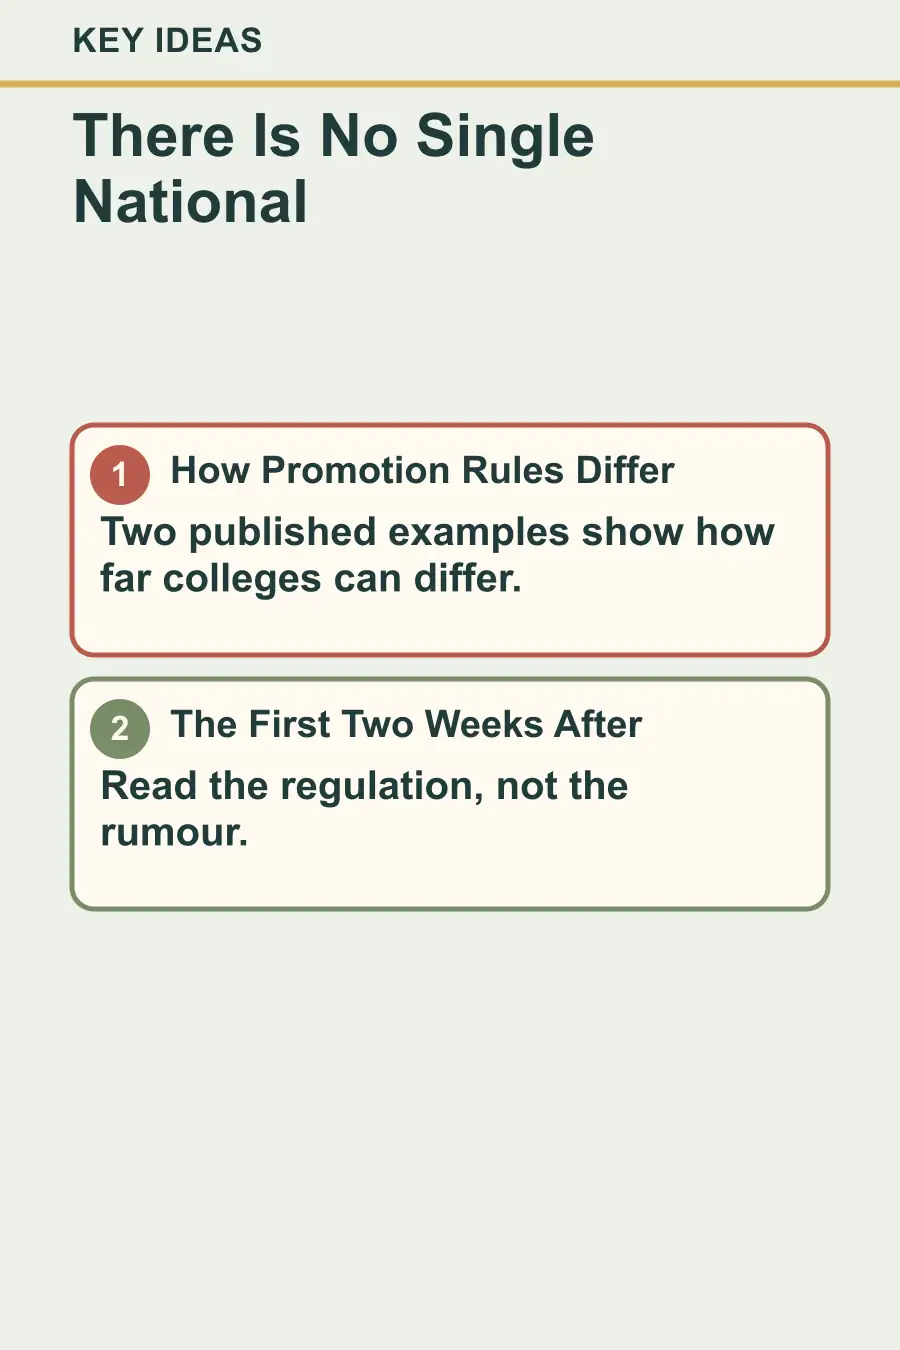 KEY IDEAS
There Is No Single
National
1 How Promotion Rules Differ
Two published examples show how
far colleges can differ.
2 The First Two Weeks After
Read the regulation, not the
rumour.